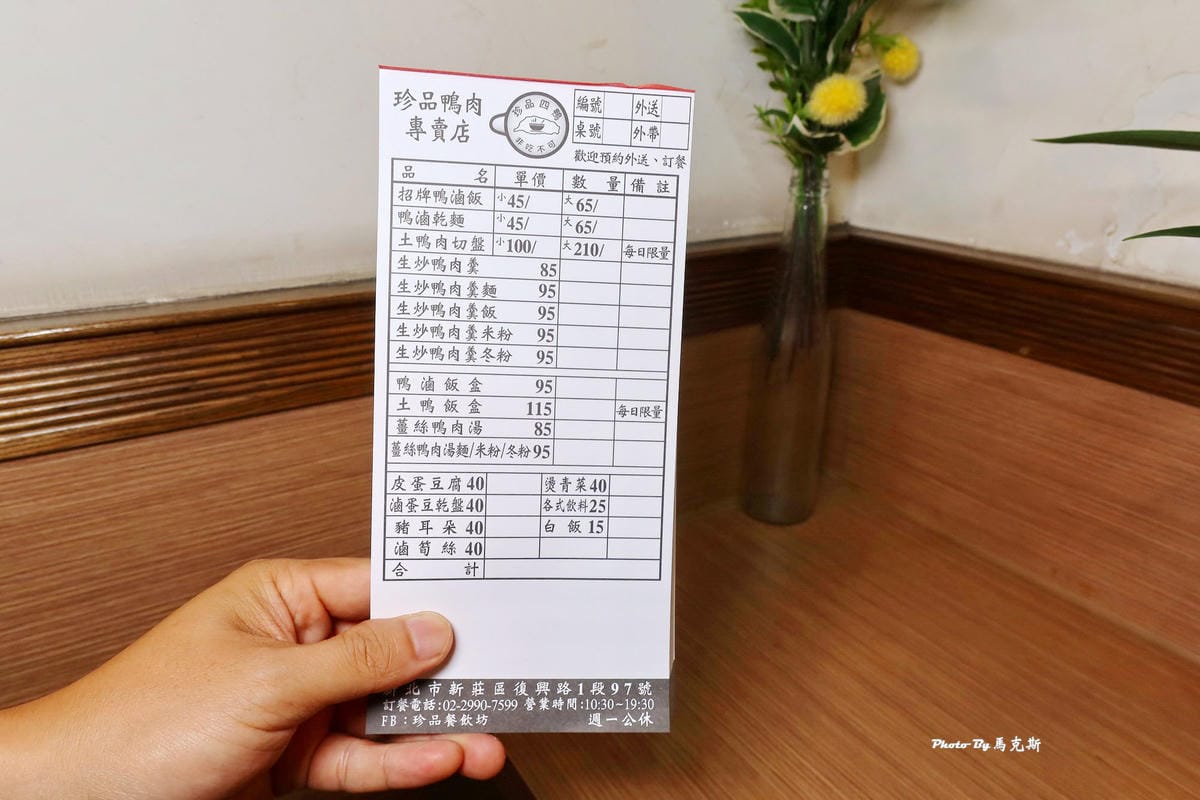 珍品鴨肉
專賣店
珍品四鴨
非吃不可
編號 外送
桌號 外帶
歡迎預約外送、訂餐
品名 單價 數量 備註
招牌鴨滷飯 小45/ 大65/
鴨滷乾麵 小45/ 大65/
土鴨肉切盤 小100/ 大210/ 每日限量
生炒鴨肉羹 85
生炒鴨肉羹麵 95
生炒鴨肉羹飯 95
生炒鴨肉羹米粉 95
生炒鴨肉羹冬粉 95
鴨滷飯盒 95
土鴨飯盒 115 每日限量
薑絲鴨肉湯 85
薑絲鴨肉湯麵/米粉/冬粉 95
皮蛋豆腐 40 燙青菜 40
滷蛋豆乾盤 40 各式飲料 25
豬耳朵 40 白飯 15
滷筍絲 40
合計
新北市新莊區復興路1段97號
訂餐電話:02-2990-7599 營業時間:10:30~19:30
FB:珍品餐飲坊 週一公休
Photo By 馬克斯